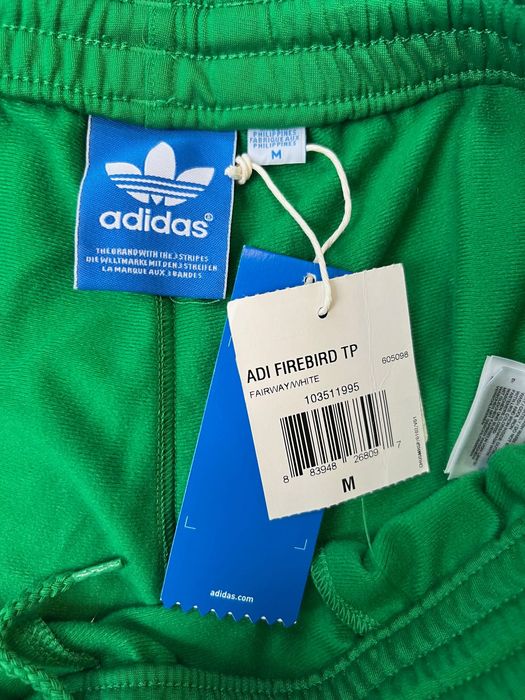 PHILIPPINES
FABRIQUE AUX
PHILIPPINES
M
adidas®
THE BRAND WITH THE 3 STRIPES
DIE WELTMARKE MIT DEN 3 STREIFEN
LA MARQUE AUX 3 BANDES
ADI FIREBIRD TP
605098
FAIRWAY/WHITE
103511995
8 83948 26809 7
M
adidas.com